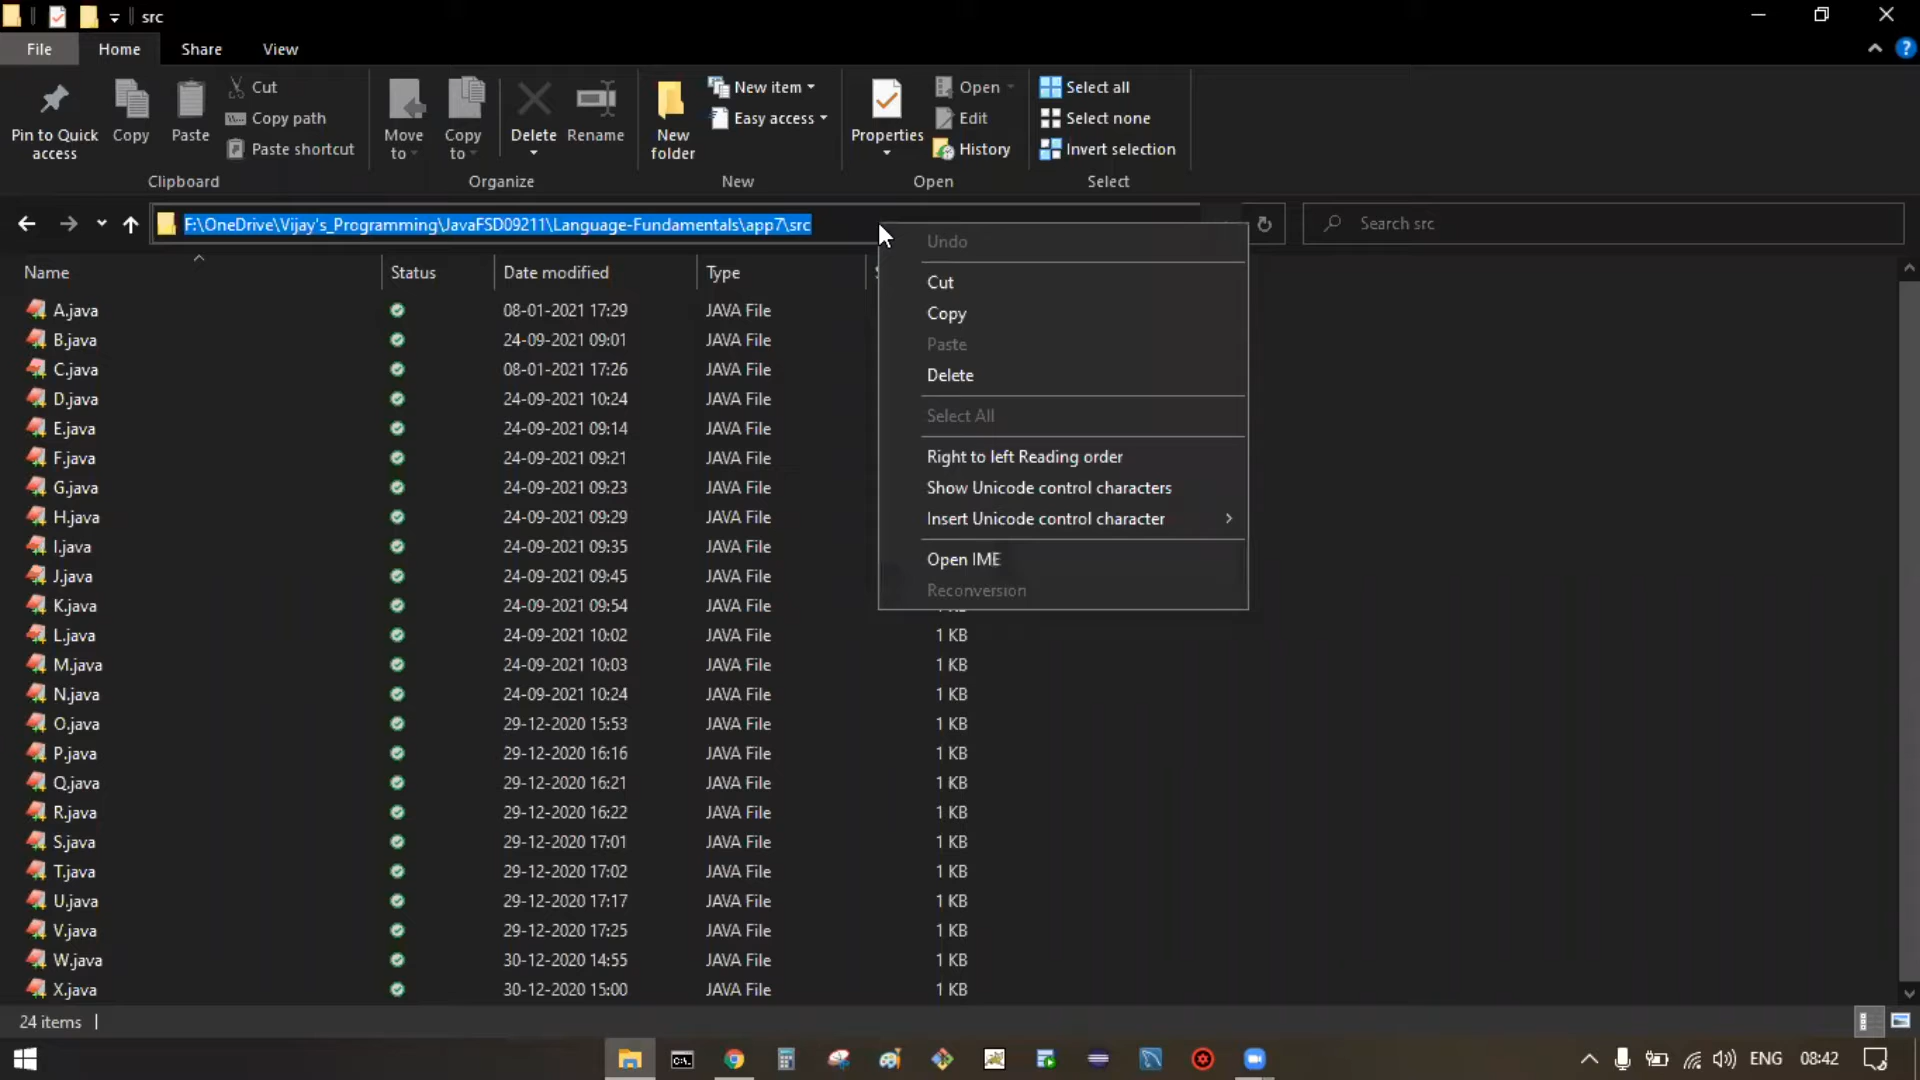 src
File Home Share View
Pin to Quick access
Copy
Paste
Cut
Copy path
Paste shortcut
Clipboard
Move to
Copy to
Delete
Rename
Organize
New folder
New item
Easy access
New
Properties
Open
Edit
History
Open
Select all
Select none
Invert selection
Select
F:\OneDrive\Vijay's_Programming\JavaFSD09211\Language-Fundamentals\app7\src
Search src
Name Status Date modified Type
A.java 08-01-2021 17:29 JAVA File
B.java 24-09-2021 09:01 JAVA File
C.java 08-01-2021 17:26 JAVA File
D.java 24-09-2021 10:24 JAVA File
E.java 24-09-2021 09:14 JAVA File
F.java 24-09-2021 09:21 JAVA File
G.java 24-09-2021 09:23 JAVA File
H.java 24-09-2021 09:29 JAVA File
I.java 24-09-2021 09:35 JAVA File
J.java 24-09-2021 09:45 JAVA File
K.java 24-09-2021 09:54 JAVA File
L.java 24-09-2021 10:02 JAVA File 1 KB
M.java 24-09-2021 10:03 JAVA File 1 KB
N.java 24-09-2021 10:24 JAVA File 1 KB
O.java 29-12-2020 15:53 JAVA File 1 KB
P.java 29-12-2020 16:16 JAVA File 1 KB
Q.java 29-12-2020 16:21 JAVA File 1 KB
R.java 29-12-2020 16:22 JAVA File 1 KB
S.java 29-12-2020 17:01 JAVA File 1 KB
T.java 29-12-2020 17:02 JAVA File 1 KB
U.java 29-12-2020 17:17 JAVA File 1 KB
V.java 29-12-2020 17:25 JAVA File 1 KB
W.java 30-12-2020 14:55 JAVA File 1 KB
X.java 30-12-2020 15:00 JAVA File 1 KB
Undo
Cut
Copy
Paste
Delete
Select All
Right to left Reading order
Show Unicode control characters
Insert Unicode control character
Open IME
Reconversion
24 items
ENG 08:42